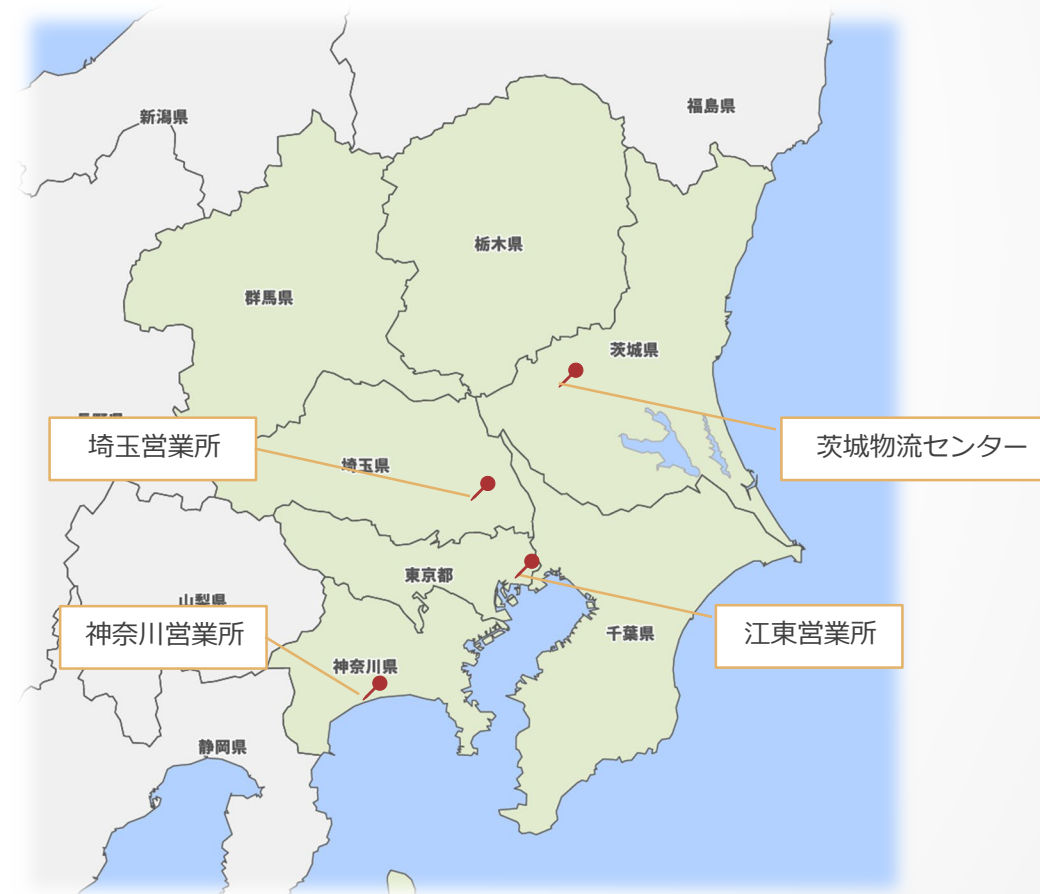 福島県
新潟県
栃木県
群馬県
茨城県
埼玉営業所
茨城物流センター
埼玉県
東京都
山梨県
神奈川営業所
江東営業所
千葉県
神奈川県
静岡県